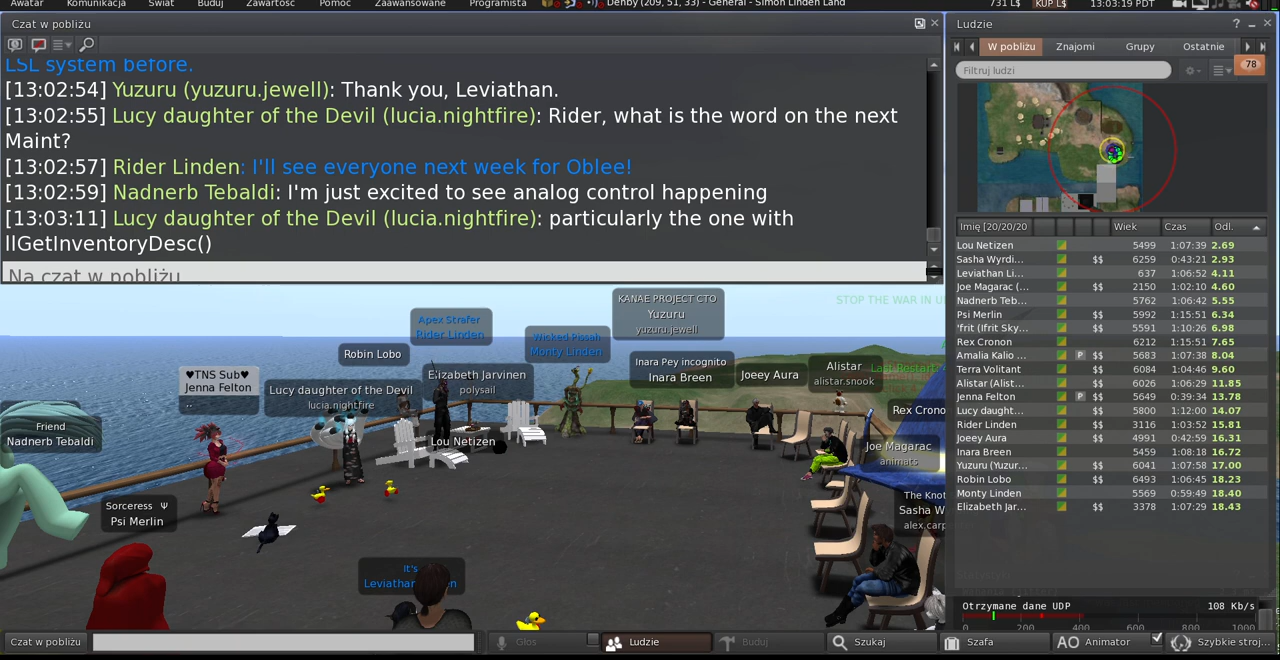 Awatar Komunikacja Świat Buduj Zawartość Pomoc Zaawansowane Programista Denby (209, 51, 33) - General - Simon Linden Land 731 L$ KUP L$ 13:03:19 PDT
Czat w pobliżu
LSL system before.
[13:02:54] Yuzuru (yuzuru.jewell): Thank you, Leviathan.
[13:02:55] Lucy daughter of the Devil (lucia.nightfire): Rider, what is the word on the next
Maint?
[13:02:57] Rider Linden: I'll see everyone next week for Oblee!
[13:02:59] Nadnerb Tebaldi: I'm just excited to see analog control happening
[13:03:11] Lucy daughter of the Devil (lucia.nightfire): particularly the one with
llGetInventoryDesc()
Na czat w pobliżu
KANAE PROJECT CTO
Yuzuru
yuzuru.jewell
STOP THE WAR IN
Apex Strafer
Rider Linden
Wicked Pissah
Monty Linden
Robin Lobo
♥TNS Sub♥
Jenna Felton
..
Lucy daughter of the Devil
lucia.nightfire
Elizabeth Jarvinen
polysail
Inara Pey incognito
Inara Breen
Joeey Aura
Alistar
alistar.snook
Last Restart:
Rex Crono
Friend
Nadnerb Tebaldi
Lou Netizen
Joe Magarac
animats
Sorceress Ψ
Psi Merlin
The Knot
Sasha W
alex.carp
It's
Leviathan
Ludzie
? _ ×
W pobliżu Znajomi Grupy Ostatnie
Filtruj ludzi
78
Imię [20/20/20 Wiek Czas Odl.
Lou Netizen 5499 1:07:39 2.69
Sasha Wyrdi... $$ 6259 0:43:21 2.93
Leviathan Li... 637 1:06:52 4.11
Joe Magarac (... $$ 2150 1:02:10 4.60
Nadnerb Teb... 5762 1:06:42 5.55
Psi Merlin $$ 5992 1:15:51 6.34
'frit (Ifrit Sky... $$ 5591 1:10:26 6.98
Rex Cronon 6212 1:15:51 7.65
Amalia Kalio ... P $$ 5683 1:07:38 8.04
Terra Volitant $$ 6084 1:04:46 9.60
Alistar (Alist... $$ 6026 1:06:29 11.85
Jenna Felton P $$ 5649 0:39:34 13.78
Lucy daught... $$ 5800 1:12:00 14.07
Rider Linden $$ 3116 1:03:52 15.81
Joeey Aura $$ 4991 0:42:59 16.31
Inara Breen 5459 1:08:18 16.72
Yuzuru (Yuzur... $$ 6041 1:07:58 17.00
Robin Lobo $$ 6493 1:06:45 18.23
Monty Linden 5569 0:59:49 18.40
Elizabeth Jar... $$ 3378 1:07:29 18.43
Otrzymane dane UDP 108 Kb/s
0 200 400 600 800 1000
Czat w pobliżu Głos Ludzie Buduj Szukaj Szafa AO Animator Szybkie stroj...